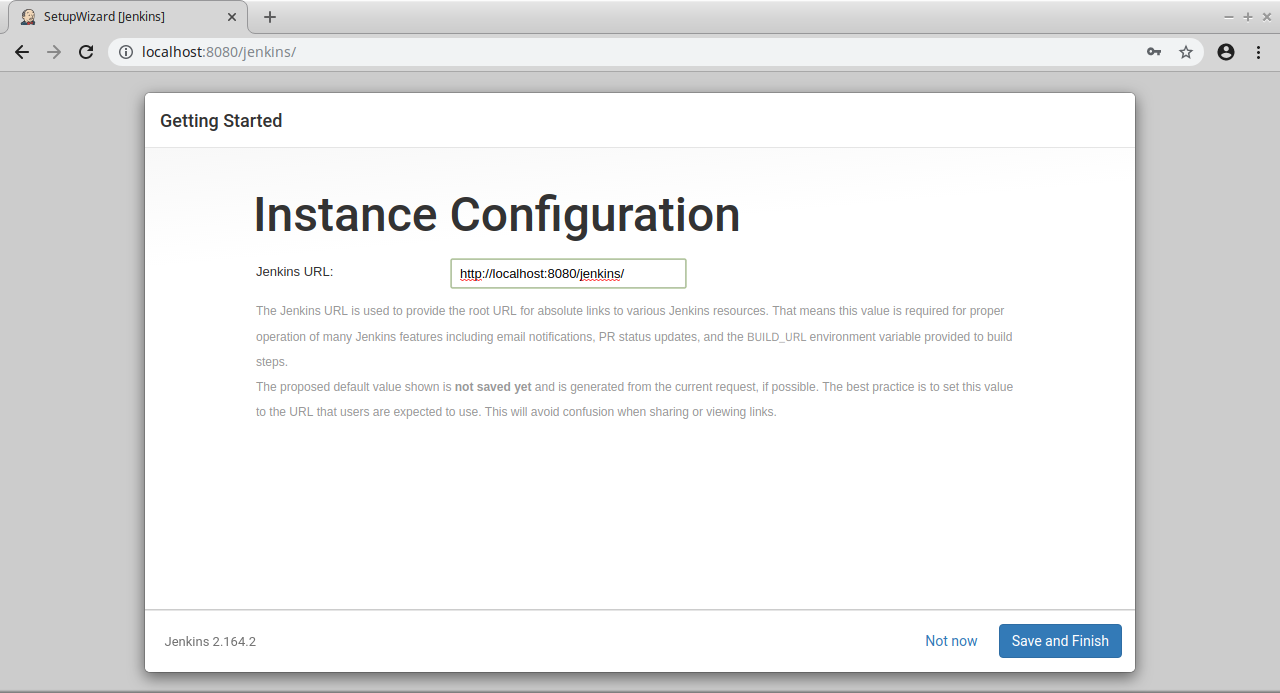 SetupWizard [Jenkins]
localhost:8080/jenkins/
Getting Started
Instance Configuration
Jenkins URL:
http://localhost:8080/jenkins/
The Jenkins URL is used to provide the root URL for absolute links to various Jenkins resources. That means this value is required for proper
operation of many Jenkins features including email notifications, PR status updates, and the BUILD_URL environment variable provided to build
steps.
The proposed default value shown is not saved yet and is generated from the current request, if possible. The best practice is to set this value
to the URL that users are expected to use. This will avoid confusion when sharing or viewing links.
Jenkins 2.164.2
Not now
Save and Finish